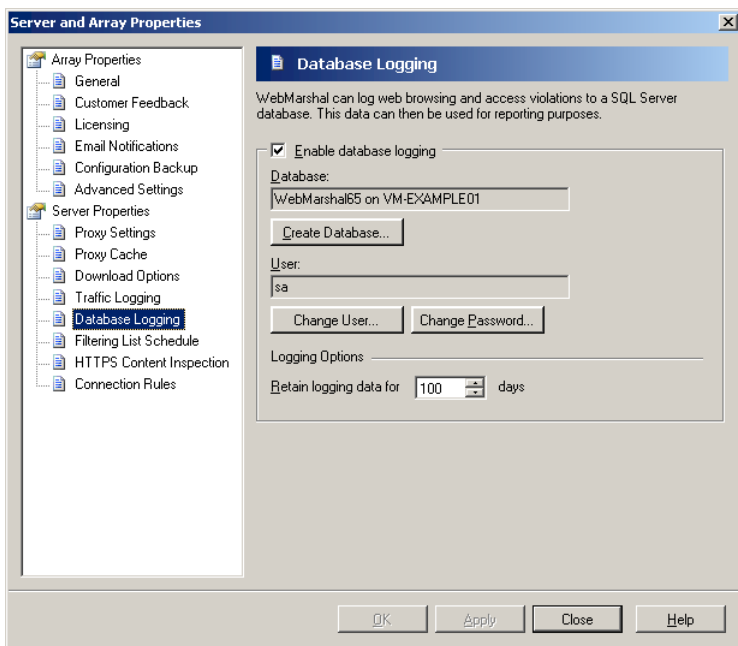 Server and Array Properties
Array Properties
General
Customer Feedback
Licensing
Email Notifications
Configuration Backup
Advanced Settings
Server Properties
Proxy Settings
Proxy Cache
Download Options
Traffic Logging
Database Logging
Filtering List Schedule
HTTPS Content Inspection
Connection Rules
Database Logging
WebMarshal can log web browsing and access violations to a SQL Server
database. This data can then be used for reporting purposes.
Enable database logging
Database:
WebMarshal65 on VM-EXAMPLE01
Create Database...
User:
sa
Change User... Change Password...
Logging Options
Retain logging data for 100 days
OK Apply Close Help